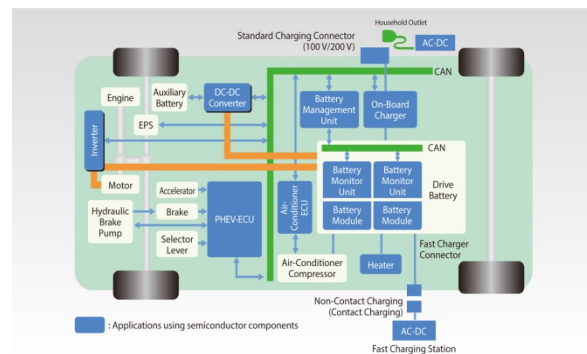 Household Outlet
Standard Charging Connector
(100 V/200 V)
AC-DC
CAN
Engine
Auxiliary
Battery
DC-DC
Converter
Battery
Management
Unit
On-Board
Charger
EPS
Inverter
CAN
Motor
Battery
Monitor
Unit
Battery
Monitor
Unit
Drive
Battery
Accelerator
Hydraulic
Brake
Pump
Brake
PHEV-ECU
Air-
Conditioner
ECU
Battery
Module
Battery
Module
Selector
Lever
Fast Charger
Connector
Air-Conditioner
Compressor
Heater
Non-Contact Charging
(Contact Charging)
: Applications using semiconductor components
AC-DC
Fast Charging Station